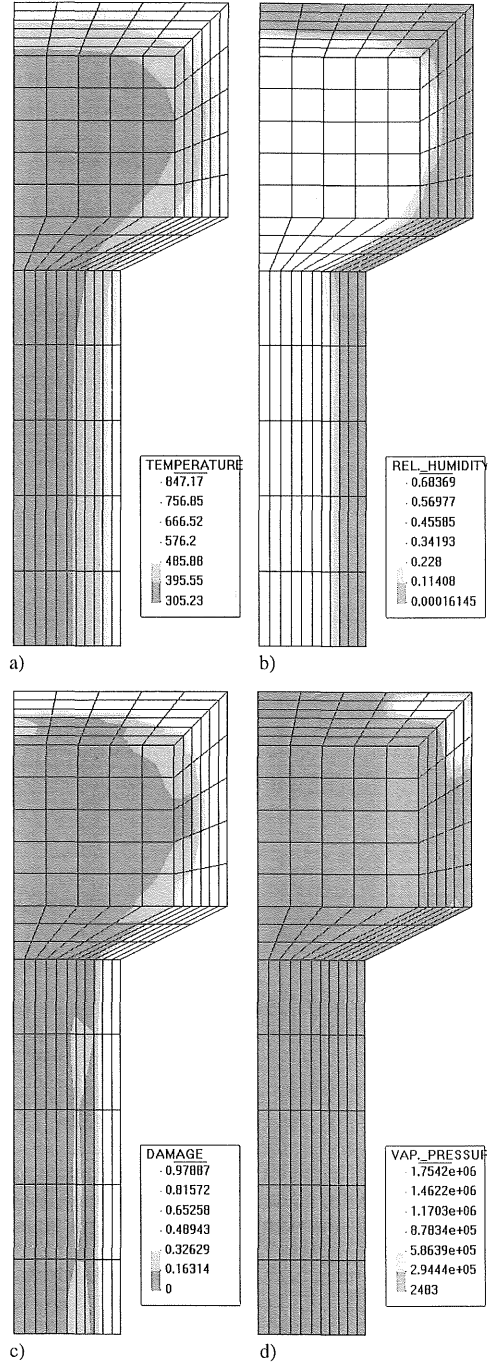 TEMPERATURE
847.17
756.85
666.52
576.2
485.88
395.55
305.23
a)
REL._HUMIDITY
0.68369
0.56977
0.45585
0.34193
0.228
0.11408
0.00016145
b)
DAMAGE
0.97887
0.81572
0.65258
0.48943
0.32629
0.16314
0
c)
VAP._PRESSUR
1.7542e+06
1.4622e+06
1.1703e+06
8.7834e+05
5.8639e+05
2.9444e+05
2483
d)